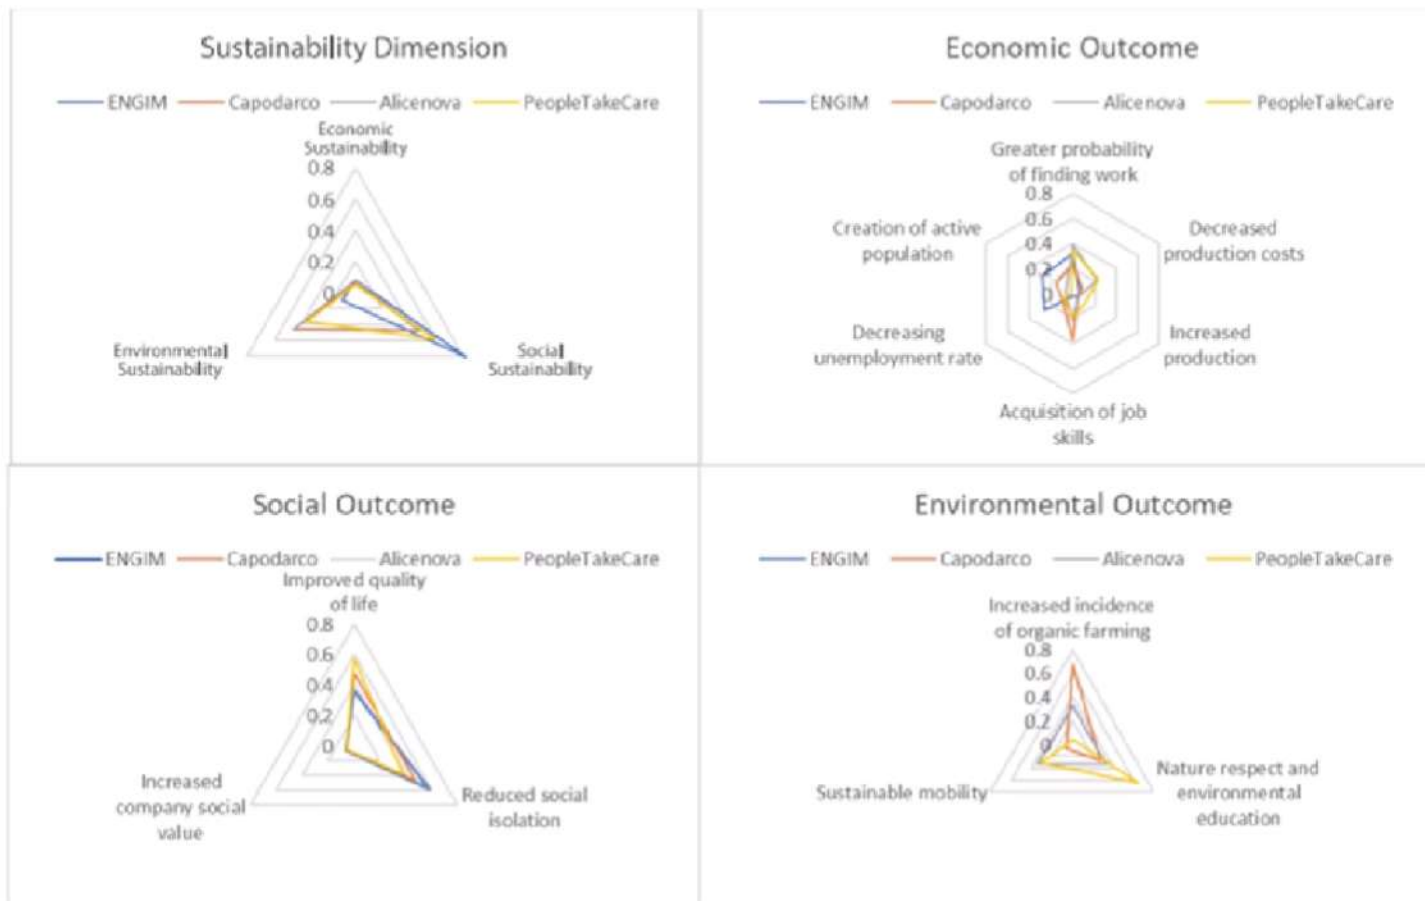 Sustainability Dimension
ENGIM Capodarco Alicenova PeopleTakeCare
Economic
Sustainability
0.8
0.6
0.4
0.2
0
Environmental
Sustainability
Social
Sustainability
Economic Outcome
ENGIM Capodarco Alicenova PeopleTakeCare
Greater probability
of finding work
0.8
0.6
0.4
0.2
0
Creation of active
population
Decreased
production costs
Decreasing
unemployment rate
Increased
production
Acquisition of job
skills
Social Outcome
ENGIM Capodarco Alicenova PeopleTakeCare
Improved quality
of life
0.8
0.6
0.4
0.2
0
Increased
company social
value
Reduced social
isolation
Environmental Outcome
ENGIM Capodarco Alicenova PeopleTakeCare
Increased incidence
of organic farming
0.8
0.6
0.4
0.2
0
Sustainable mobility
Nature respect and
environmental
education